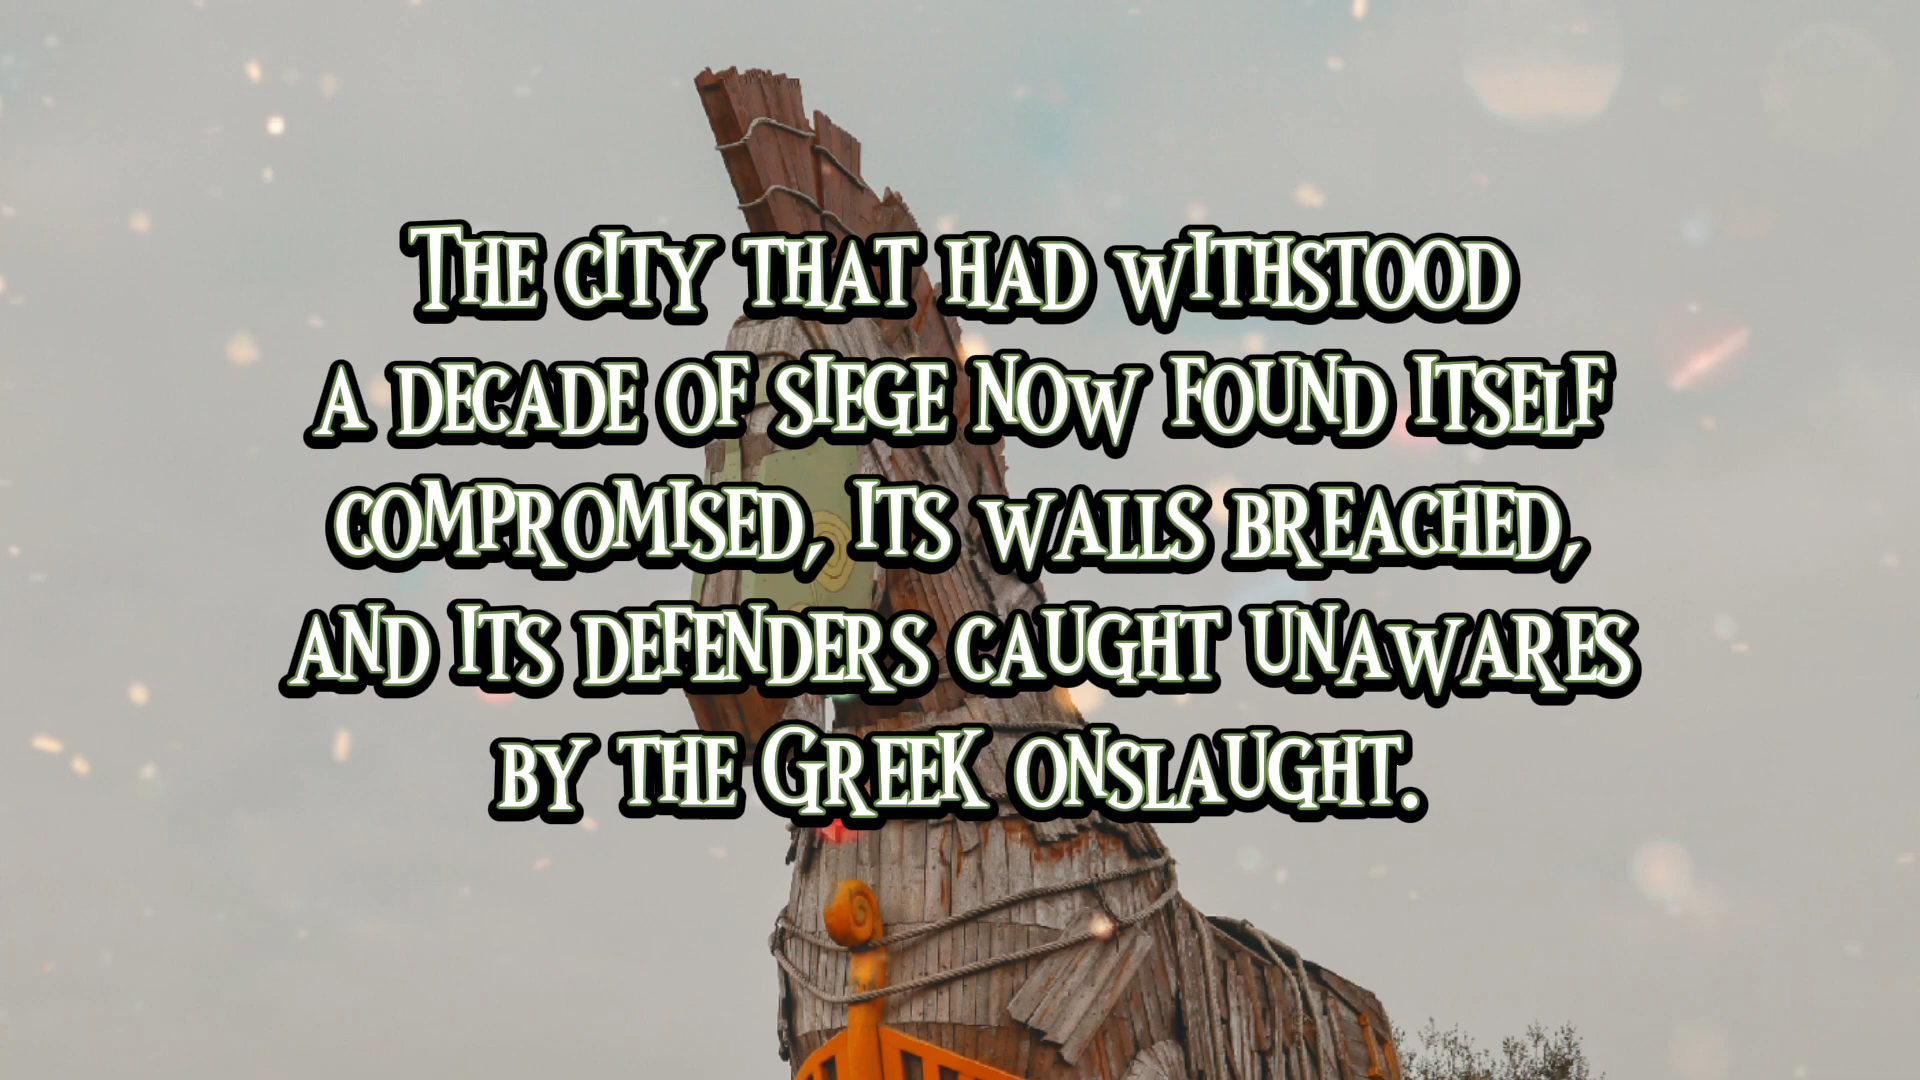 The city that had withstood
a decade of siege now found itself
compromised, its walls breached,
and its defenders caught unawares
by the Greek onslaught.